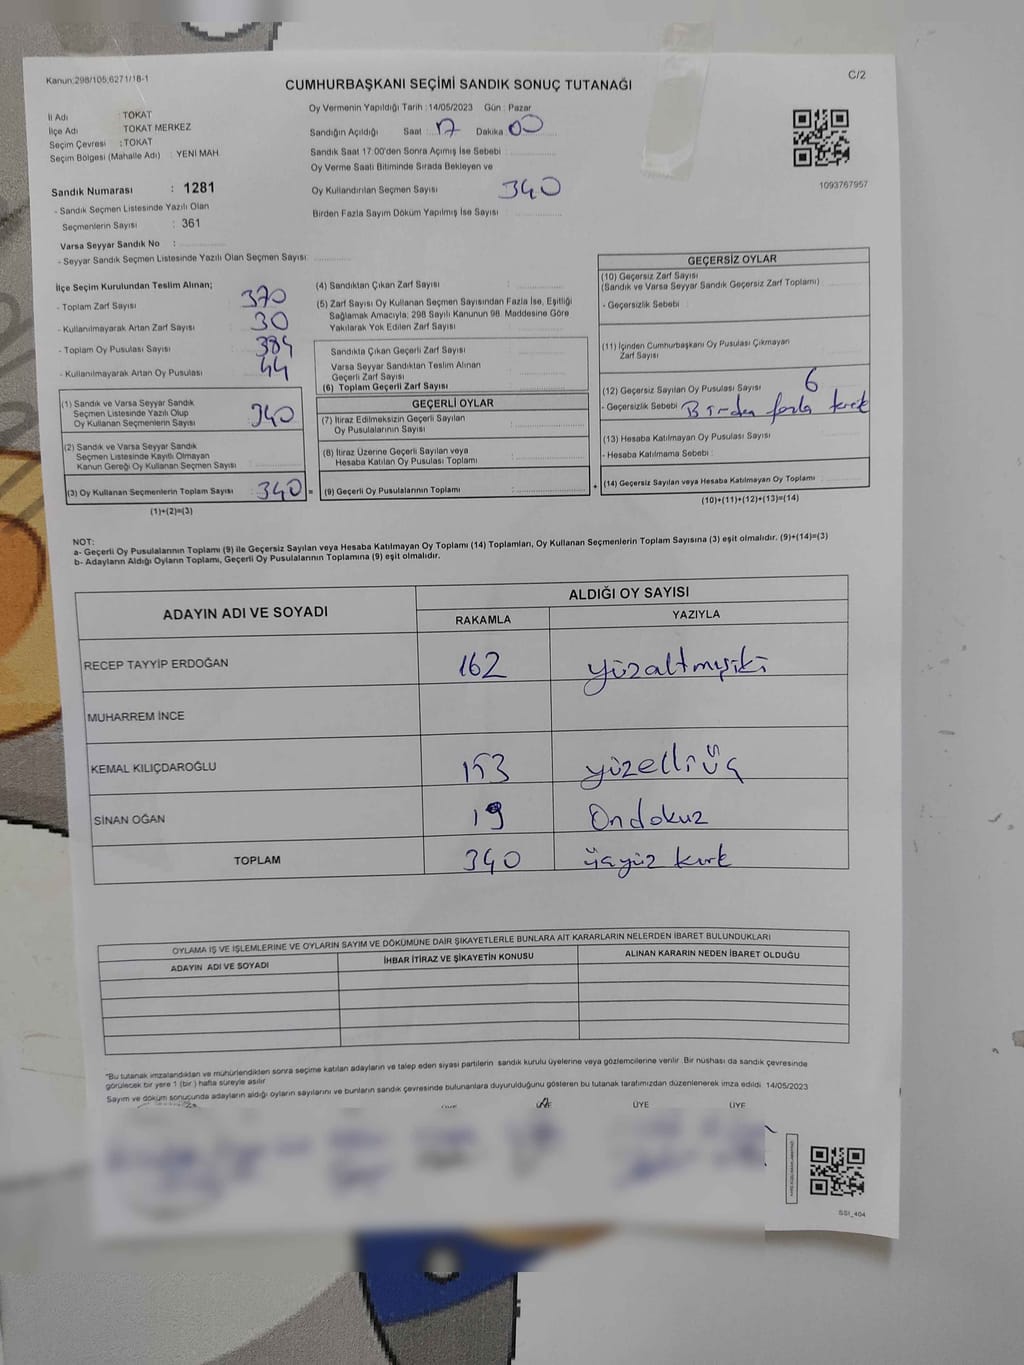 Kanun:298/105,6271/18-1
C/2
CUMHURBAŞKANI SEÇİMİ SANDIK SONUÇ TUTANAĞI
İl Adı : TOKAT
İlçe Adı : TOKAT MERKEZ
Seçim Çevresi : TOKAT
Seçim Bölgesi (Mahalle Adı) : YENİ MAH.
Sandık Numarası : 1281
- Sandık Seçmen Listesinde Yazılı Olan
Seçmenlerin Sayısı : 361
Varsa Seyyar Sandık No :
- Seyyar Sandık Seçmen Listesinde Yazılı Olan Seçmen Sayısı:
Oy Vermenin Yapıldığı Tarih :14/05/2023 Gün : Pazar
Sandığın Açıldığı Saat 17 Dakika 00
Sandık Saat 17:00'den Sonra Açımış İse Sebebi :
Oy Verme Saati Bitiminde Sırada Bekleyen ve
Oy Kullandırılan Seçmen Sayısı 340
Birden Fazla Sayım Döküm Yapılmış İse Sayısı :
1093767957
İlçe Seçim Kurulundan Teslim Alınan;
- Toplam Zarf Sayısı : 370
- Kullanılmayarak Artan Zarf Sayısı : 30
- Toplam Oy Pusulası Sayısı : 384
- Kullanılmayarak Artan Oy Pusulası : 44
(1) Sandık ve Varsa Seyyar Sandık
Seçmen Listesinde Yazılı Olup
Oy Kullanan Seçmenlerin Sayısı : 340
(2) Sandık ve Varsa Seyyar Sandık
Seçmen Listesinde Kayıtlı Olmayan
Kanun Gereği Oy Kullanan Seçmen Sayısı :
(3) Oy Kullanan Seçmenlerin Toplam Sayısı : 340 =
(1)+(2)=(3)
(4) Sandıktan Çıkan Zarf Sayısı :
(5) Zarf Sayısı Oy Kullanan Seçmen Sayısından Fazla İse, Eşitliği
Sağlamak Amacıyla; 298 Sayılı Kanunun 98. Maddesine Göre
Yakılarak Yok Edilen Zarf Sayısı :
Sandıkta Çıkan Geçerli Zarf Sayısı :
Varsa Seyyar Sandıktan Teslim Alınan
Geçerli Zarf Sayısı :
(6) Toplam Geçerli Zarf Sayısı :
GEÇERLİ OYLAR
(7) İtiraz Edilmeksizin Geçerli Sayılan
Oy Pusulalarının Sayısı :
(8) İtiraz Üzerine Geçerli Sayılan veya
Hesaba Katılan Oy Pusulası Toplamı :
(9) Geçerli Oy Pusulalarının Toplamı : +
GEÇERSİZ OYLAR
(10) Geçersiz Zarf Sayısı
(Sandık ve Varsa Seyyar Sandık Geçersiz Zarf Toplamı) :
- Geçersizlik Sebebi :
(11) İçinden Cumhurbaşkanı Oy Pusulası Çıkmayan
Zarf Sayısı :
(12) Geçersiz Sayılan Oy Pusulası Sayısı : 6
- Geçersizlik Sebebi : Birden fazla tercih
(13) Hesaba Katılmayan Oy Pusulası Sayısı :
- Hesaba Katılmama Sebebi :
(14) Geçersiz Sayılan veya Hesaba Katılmayan Oy Toplamı :
(10)+(11)+(12)+(13)=(14)
NOT:
a- Geçerli Oy Pusulalarının Toplamı (9) ile Geçersiz Sayılan veya Hesaba Katılmayan Oy Toplamı (14) Toplamları, Oy Kullanan Seçmenlerin Toplam Sayısına (3) eşit olmalıdır. (9)+(14)=(3)
b- Adayların Aldığı Oyların Toplamı, Geçerli Oy Pusulalarının Toplamına (9) eşit olmalıdır.
ADAYIN ADI VE SOYADI
ALDIĞI OY SAYISI
RAKAMLA YAZIYLA
RECEP TAYYİP ERDOĞAN 162 yüzaltmışiki
MUHARREM İNCE
KEMAL KILIÇDAROĞLU 153 yüzelliüç
SİNAN OĞAN 19 Ondokuz
TOPLAM 340 üçyüz kırk
OYLAMA İŞ VE İŞLEMLERİNE VE OYLARIN SAYIM VE DÖKÜMÜNE DAİR ŞİKAYETLERLE BUNLARA AİT KARARLARIN NELERDEN İBARET BULUNDUKLARI
ADAYIN ADI VE SOYADI İHBAR İTİRAZ VE ŞİKAYETİN KONUSU ALINAN KARARIN NEDEN İBARET OLDUĞU
*Bu tutanak imzalandıktan ve mühürlendikten sonra seçime katılan adayların ve talep eden siyasi partilerin sandık kurulu üyelerine veya gözlemcilerine verilir. Bir nüshası da sandık çevresinde
görülecek bir yere 1 (bir ) hafta süreyle asılır
Sayım ve döküm sonucunda adayların aldığı oyların sayılarını ve bunların sandık çevresinde bulunanlara duyurulduğunu gösteren bu tutanak tarafımızdan düzenlenerek imza edildi. 14/05/2023
ÜYE ÜYE
SSI_404